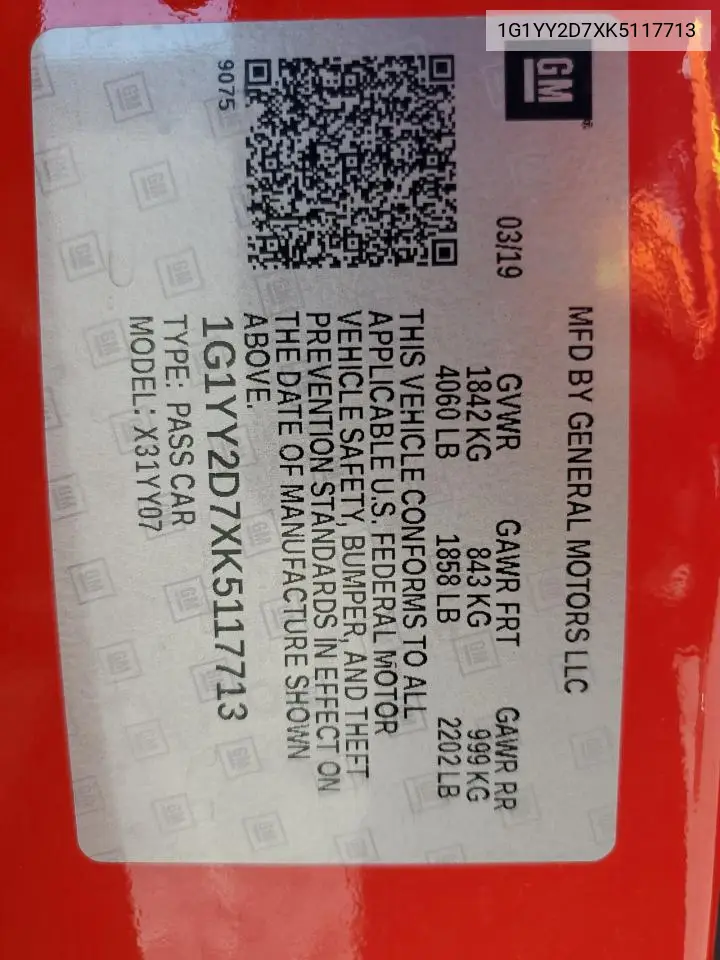 1G1YY2D7XK5117713
GM
MFD BY GENERAL MOTORS LLC
03/19 GVWR GAWR FRT GAWR RR
1842 KG 843 KG 999 KG
4060 LB 1858 LB 2202 LB
THIS VEHICLE CONFORMS TO ALL
APPLICABLE U.S. FEDERAL MOTOR
VEHICLE SAFETY, BUMPER, AND THEFT
PREVENTION STANDARDS IN EFFECT ON
THE DATE OF MANUFACTURE SHOWN
ABOVE.
9075
1G1YY2D7XK5117713
TYPE: PASS CAR
MODEL: X31YY07